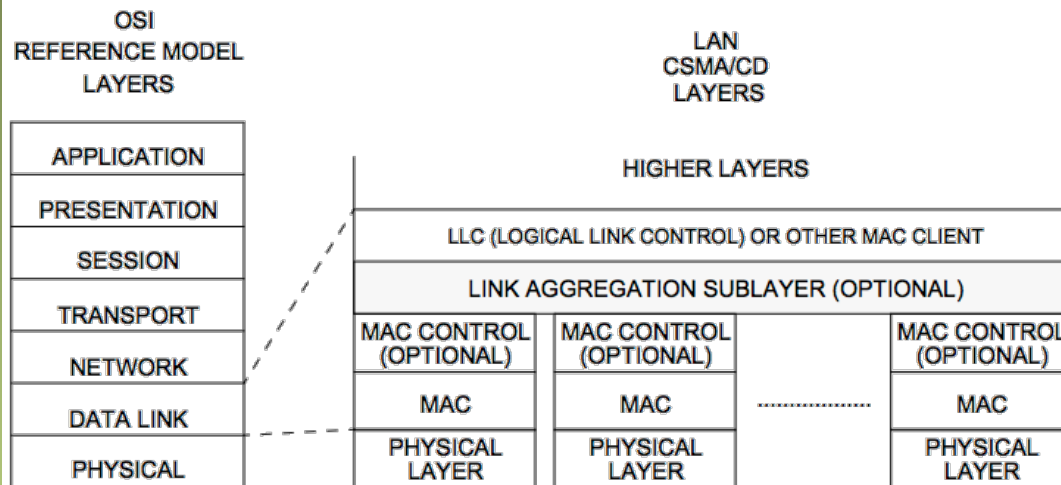 OSI
REFERENCE MODEL
LAYERS
APPLICATION
PRESENTATION
SESSION
TRANSPORT
NETWORK
DATA LINK
PHYSICAL
LAN
CSMA/CD
LAYERS
HIGHER LAYERS
LLC (LOGICAL LINK CONTROL) OR OTHER MAC CLIENT
LINK AGGREGATION SUBLAYER (OPTIONAL)
MAC CONTROL
(OPTIONAL)
MAC
PHYSICAL
LAYER
MAC CONTROL
(OPTIONAL)
MAC
PHYSICAL
LAYER
MAC CONTROL
(OPTIONAL)
MAC
PHYSICAL
LAYER